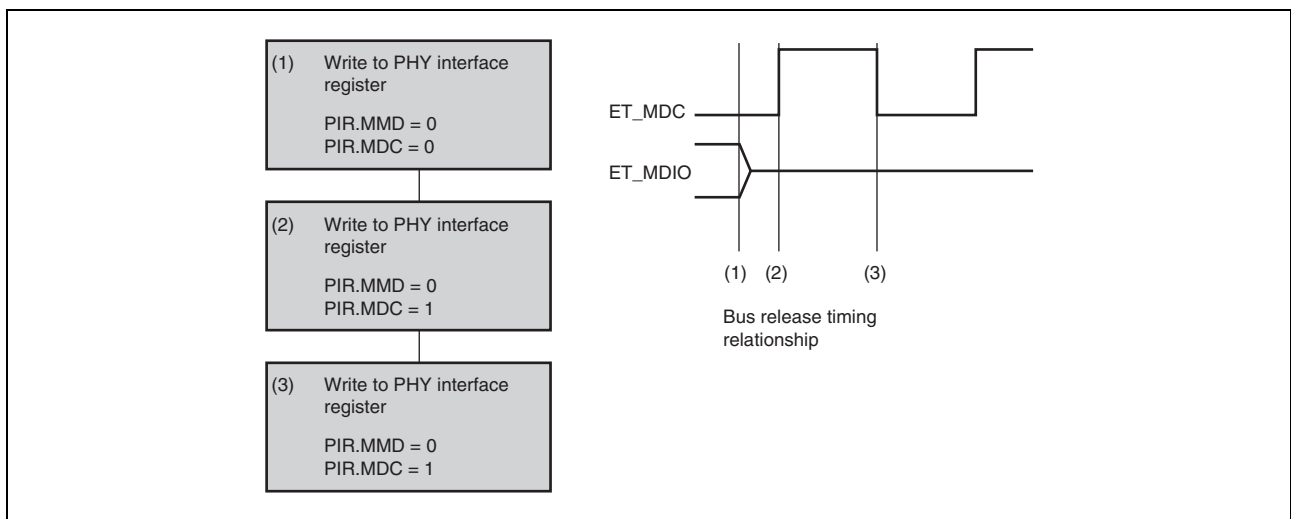 (1) Write to PHY interface
register
PIR.MMD = 0
PIR.MDC = 0
(2) Write to PHY interface
register
PIR.MMD = 0
PIR.MDC = 1
(3) Write to PHY interface
register
PIR.MMD = 0
PIR.MDC = 1
ET_MDC
ET_MDIO
(1) (2) (3)
Bus release timing
relationship